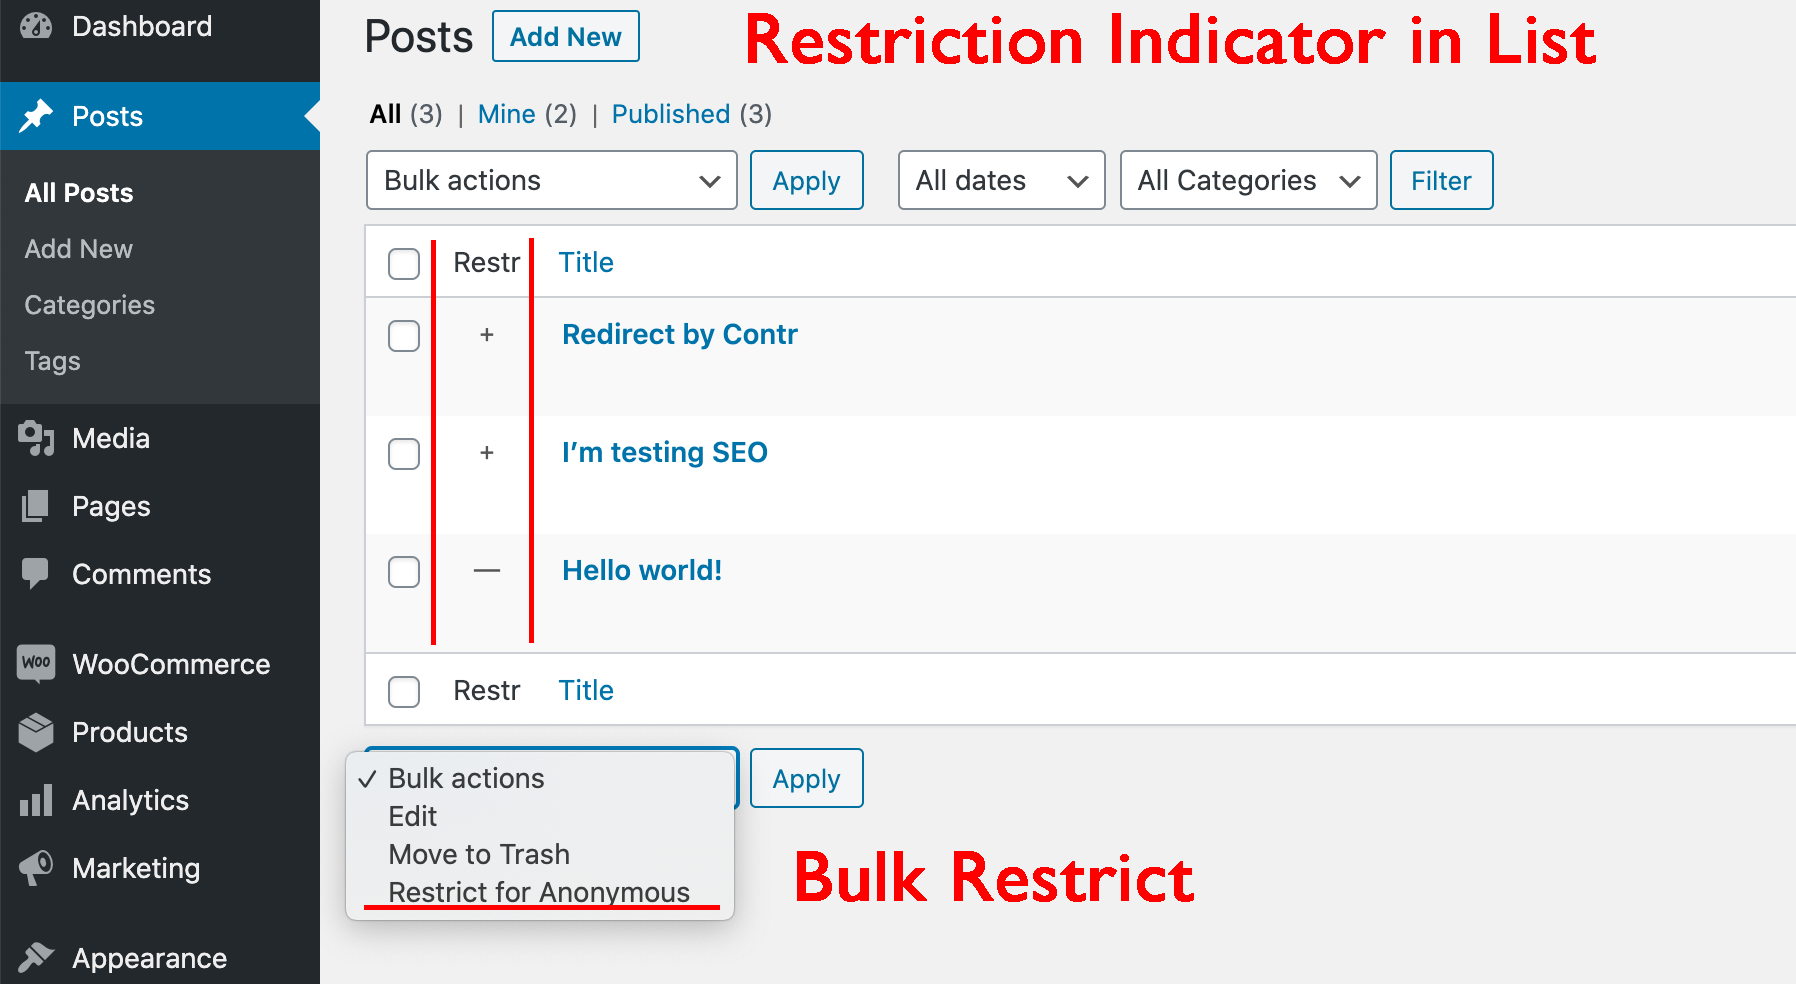 Dashboard
Posts
All Posts
Add New
Categories
Tags
Media
Pages
Comments
Woo WooCommerce
Products
Analytics
Marketing
Appearance
Posts Add New
Restriction Indicator in List
All (3) | Mine (2) | Published (3)
Bulk actions Apply All dates All Categories Filter
Restr Title
+ Redirect by Contr
+ I’m testing SEO
— Hello world!
Restr Title
✓ Bulk actions Apply
Edit
Move to Trash
Restrict for Anonymous
Bulk Restrict